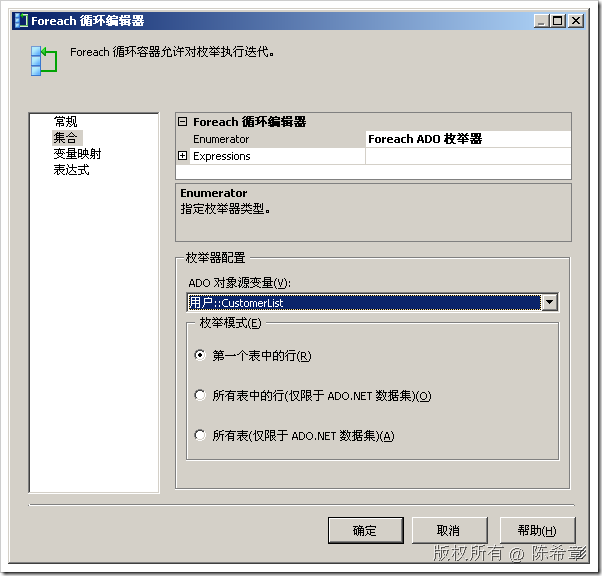 Foreach 循环编辑器
Foreach 循环容器允许对枚举执行迭代。
常规
集合
变量映射
表达式
Foreach 循环编辑器
Enumerator Foreach ADO 枚举器
Expressions
Enumerator
指定枚举器类型。
枚举器配置
ADO 对象源变量(V):
用户::CustomerList
枚举模式(E)
第一个表中的行(R)
所有表中的行(仅限于 ADO.NET 数据集)(O)
所有表(仅限于 ADO.NET 数据集)(A)
确定 取消 帮助(H)
版权所有 @ 陈希章